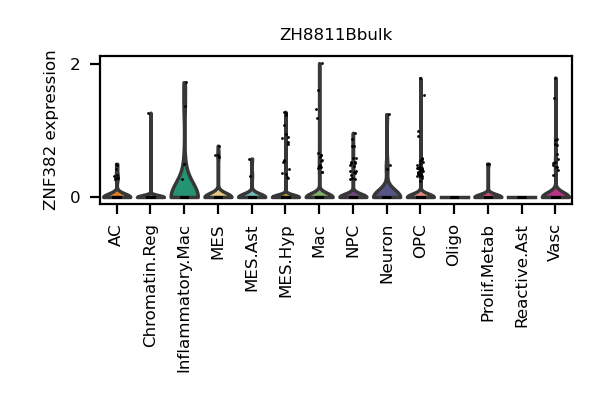 ZH8811Bbulk
ZNF382 expression
2
0
AC
Chromatin.Reg
Inflammatory.Mac
MES
MES.Ast
MES.Hyp
Mac
NPC
Neuron
OPC
Oligo
Prolif.Metab
Reactive.Ast
Vasc